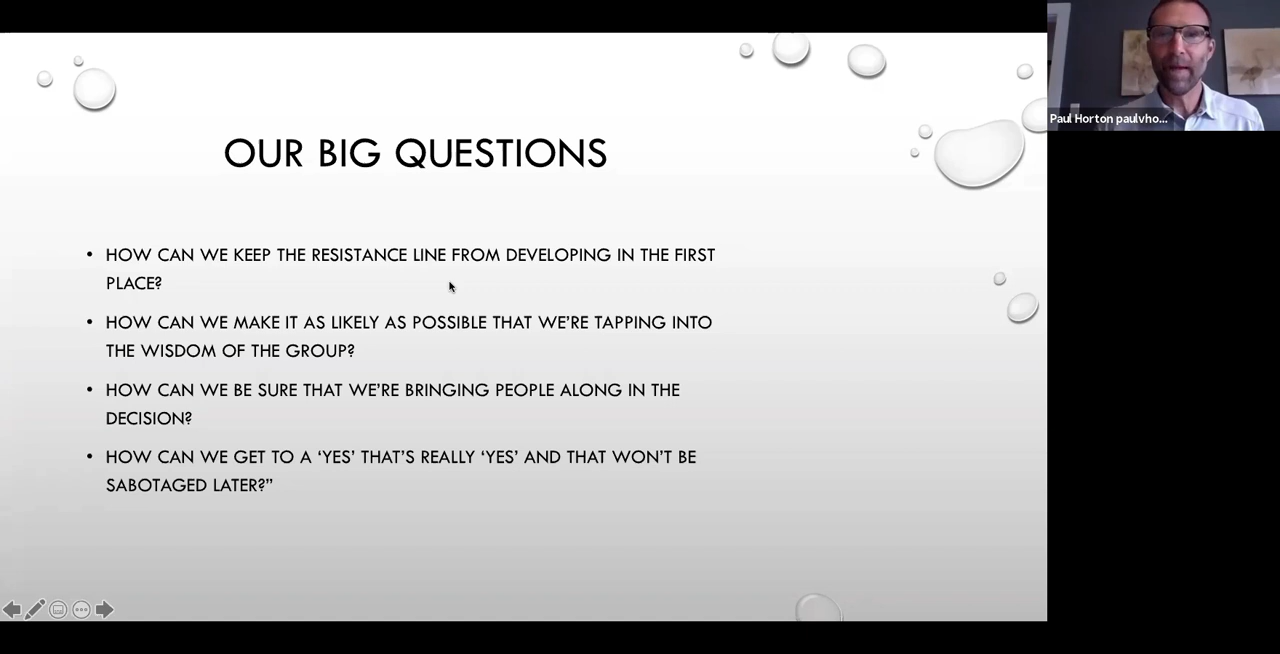 OUR BIG QUESTIONS
• HOW CAN WE KEEP THE RESISTANCE LINE FROM DEVELOPING IN THE FIRST
PLACE?
• HOW CAN WE MAKE IT AS LIKELY AS POSSIBLE THAT WE’RE TAPPING INTO
THE WISDOM OF THE GROUP?
• HOW CAN WE BE SURE THAT WE’RE BRINGING PEOPLE ALONG IN THE
DECISION?
• HOW CAN WE GET TO A ‘YES’ THAT’S REALLY ‘YES’ AND THAT WON’T BE
SABOTAGED LATER?”
Paul Horton paulvho...